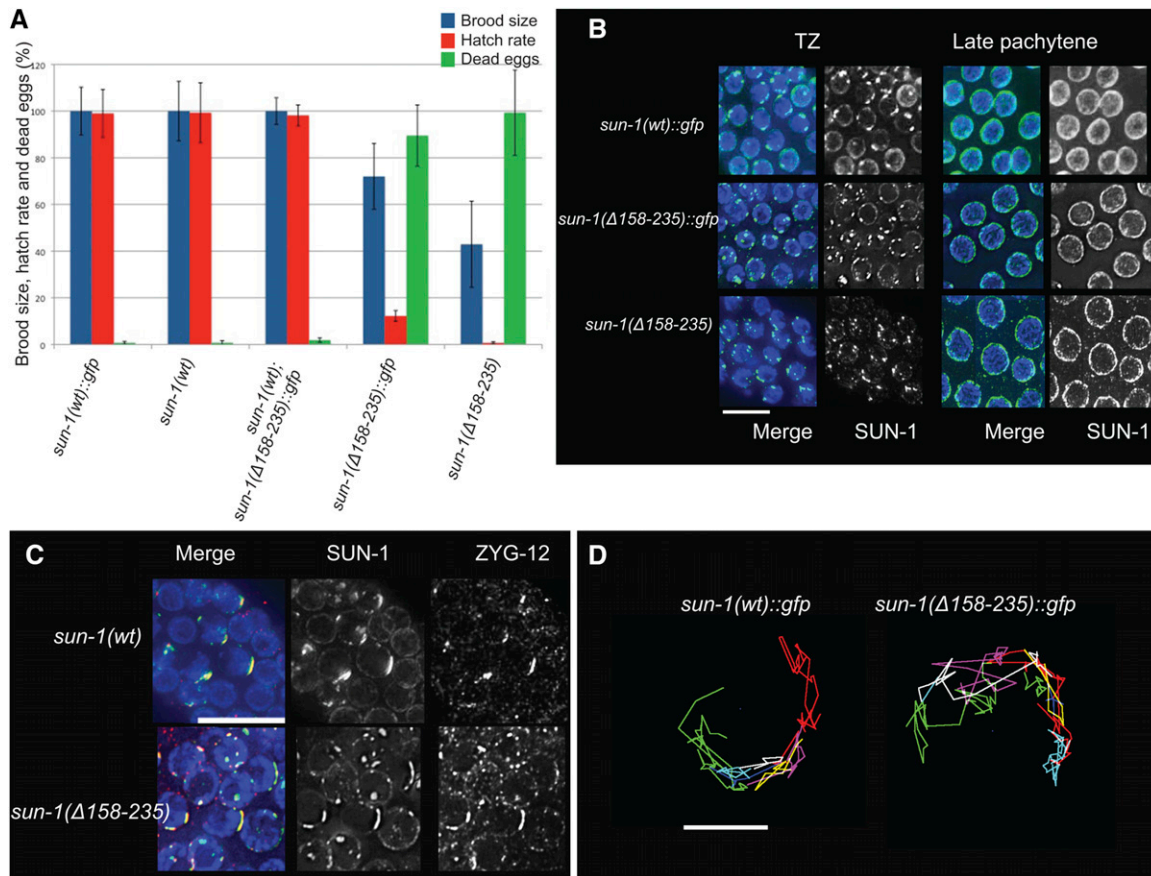 A
Brood size
Hatch rate
Dead eggs
Brood size, hatch rate and dead eggs (%)
120
100
80
60
40
20
0
sun-1(wt)::gfp
sun-1(wt)
sun-1(wt);
sun-1(Δ158-235)::gfp
sun-1(Δ158-235)::gfp
sun-1(Δ158-235)
B
TZ
Late pachytene
sun-1(wt)::gfp
sun-1(Δ158-235)::gfp
sun-1(Δ158-235)
Merge
SUN-1
Merge
SUN-1
C
Merge
SUN-1
ZYG-12
sun-1(wt)
sun-1(Δ158-235)
D
sun-1(wt)::gfp
sun-1(Δ158-235)::gfp